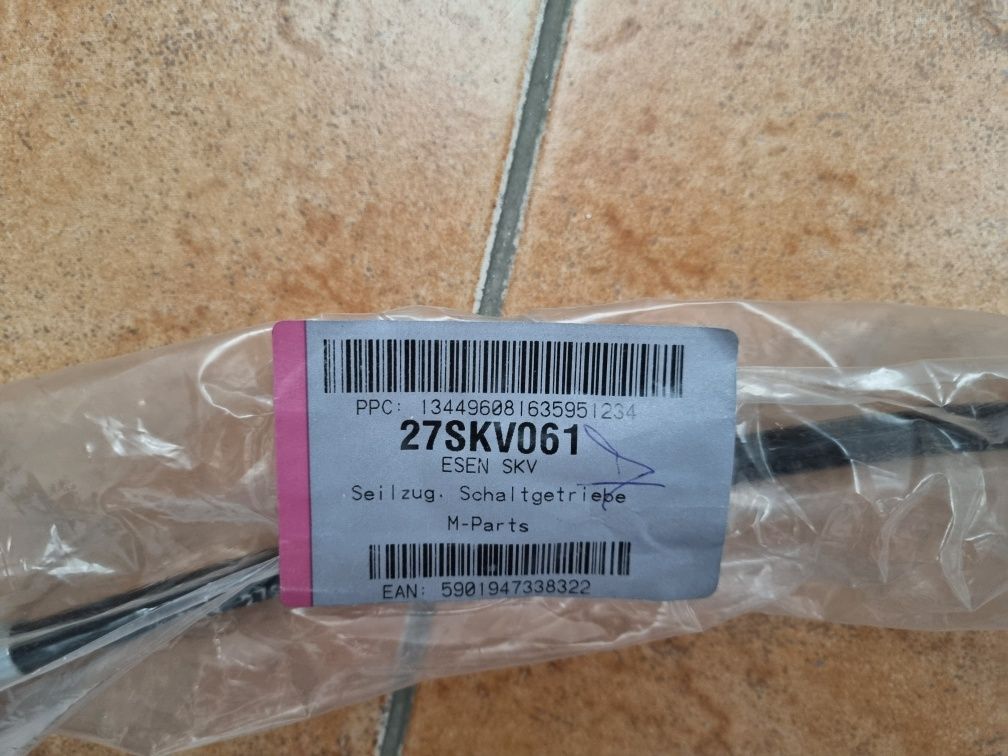 PPC: 134496081635951234
27SKV061
ESEN SKV
Seilzug, Schaltgetriebe
M-Parts
EAN: 5901947338322